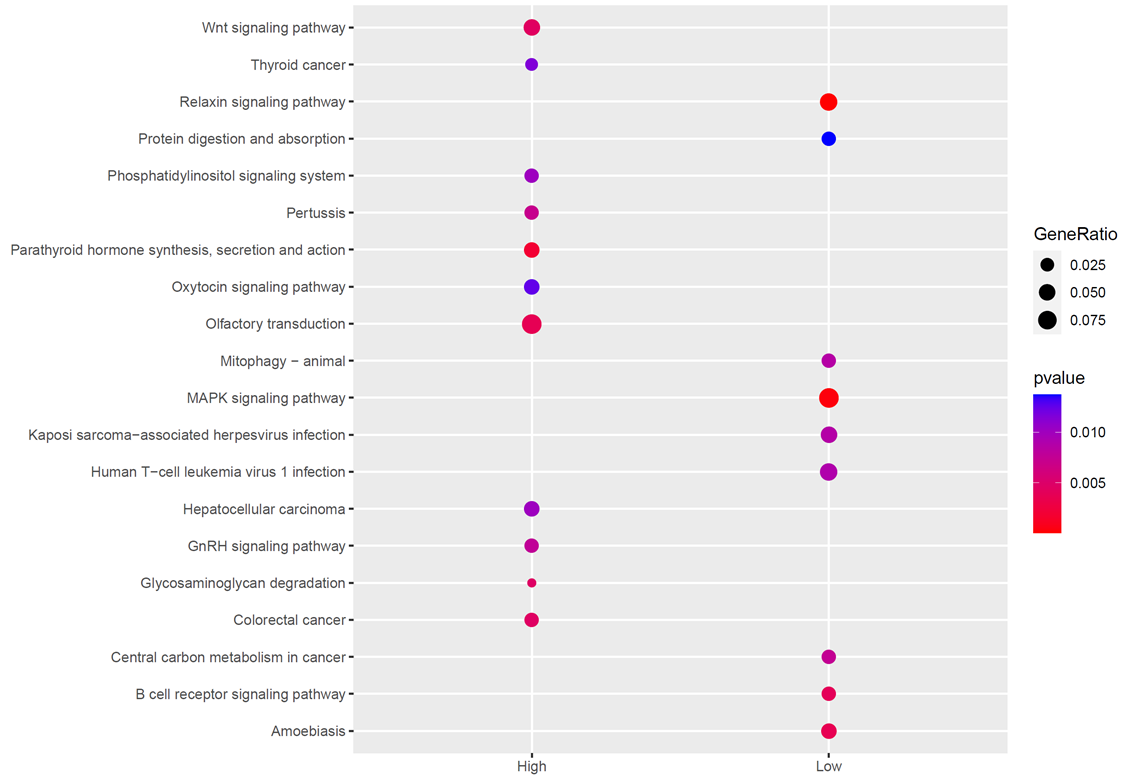 Wnt signaling pathway
Thyroid cancer
Relaxin signaling pathway
Protein digestion and absorption
Phosphatidylinositol signaling system
Pertussis
Parathyroid hormone synthesis, secretion and action
Oxytocin signaling pathway
Olfactory transduction
Mitophagy − animal
MAPK signaling pathway
Kaposi sarcoma−associated herpesvirus infection
Human T−cell leukemia virus 1 infection
Hepatocellular carcinoma
GnRH signaling pathway
Glycosaminoglycan degradation
Colorectal cancer
Central carbon metabolism in cancer
B cell receptor signaling pathway
Amoebiasis
High
Low
GeneRatio
0.025
0.050
0.075
pvalue
0.010
0.005